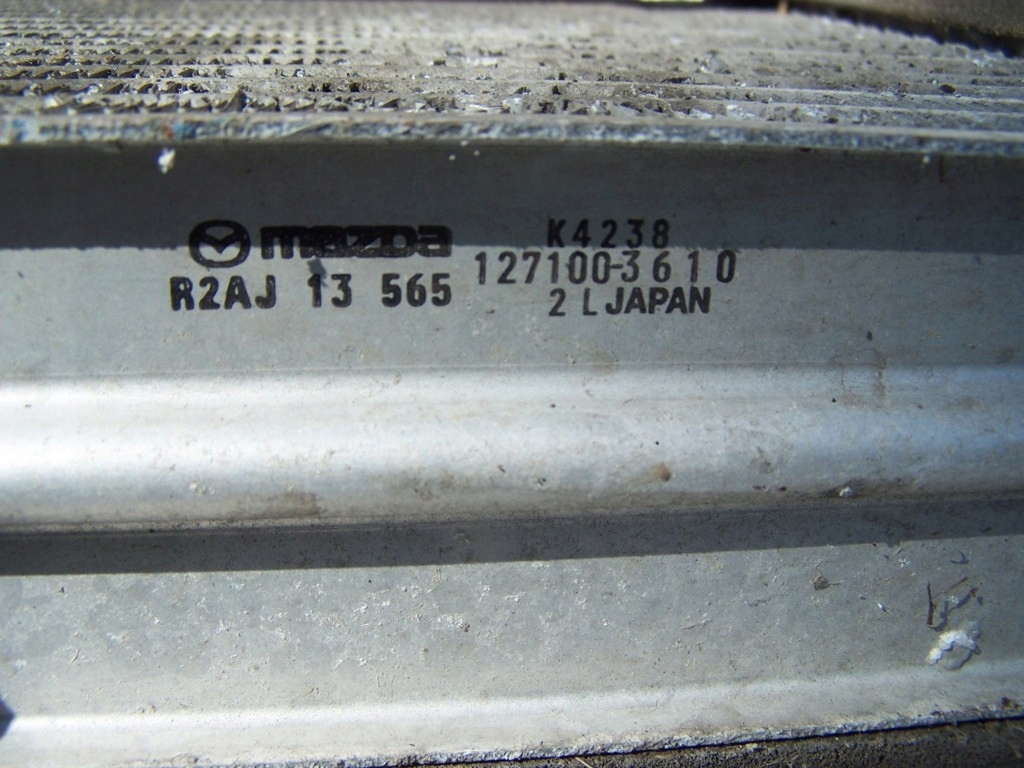 mazda
R2AJ 13 565
K4238
127100-3610
2 L JAPAN